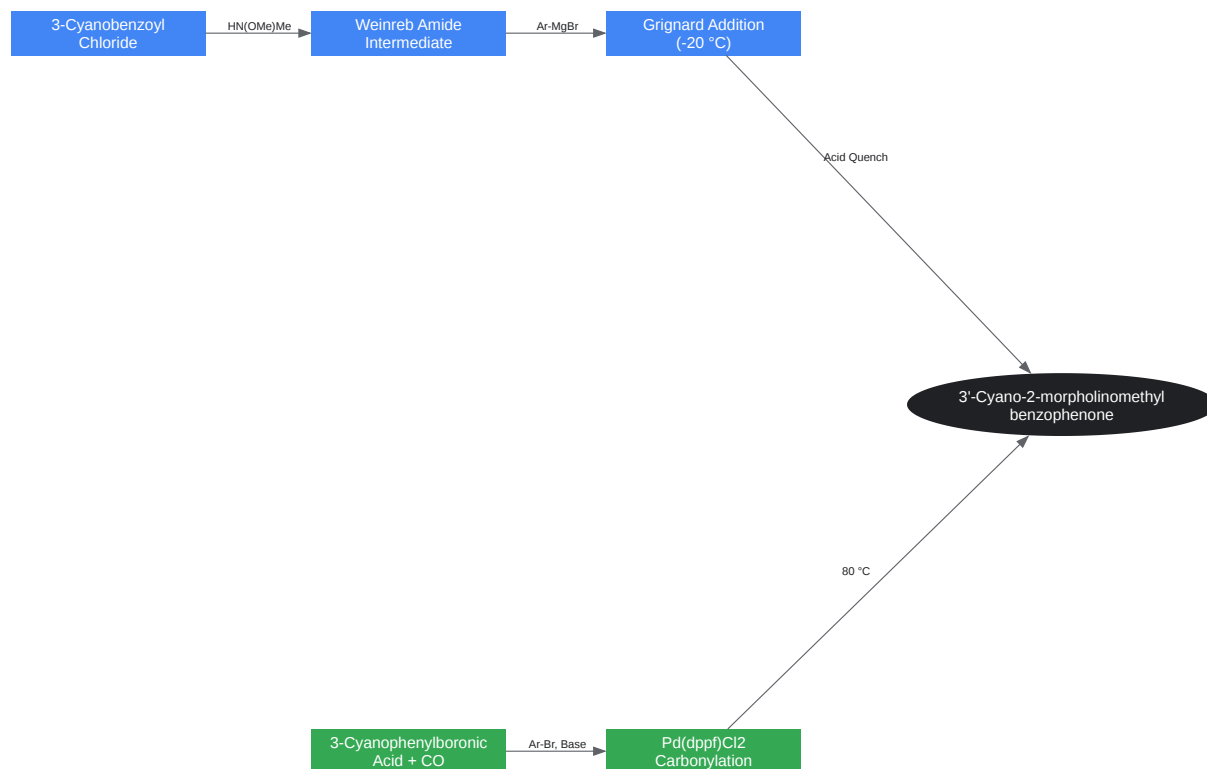 3-Cyanobenzoyl
Chloride
HN(OMe)Me
Weinreb Amide
Intermediate
Ar-MgBr
Grignard Addition
(-20 °C)
Acid Quench
3'-Cyano-2-morpholinomethyl
benzophenone
80 °C
3-Cyanophenylboronic
Acid + CO
Ar-Br, Base
Pd(dppf)Cl2
Carbonylation